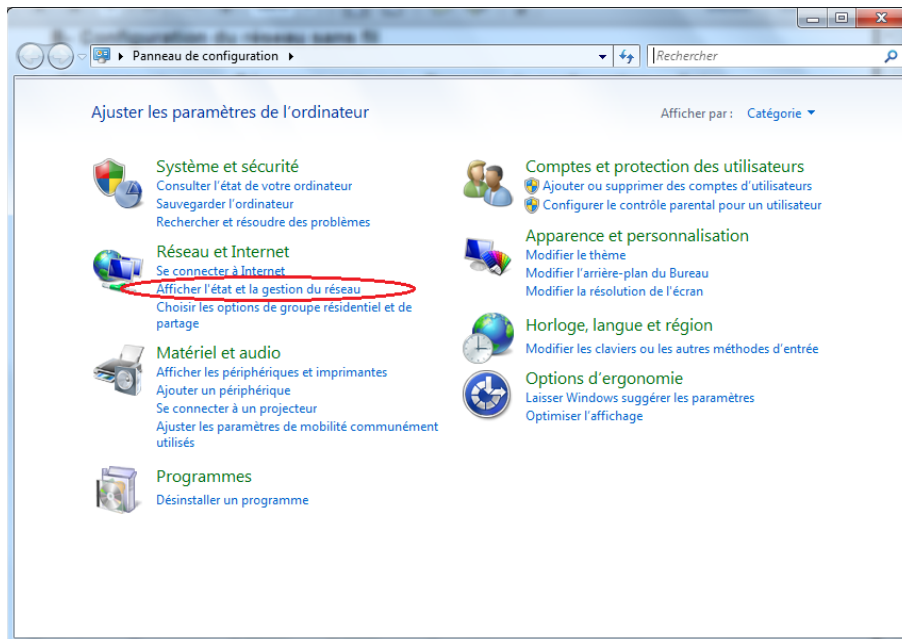 - Configuration du réseau sans fil
Panneau de configuration
Rechercher
Ajuster les paramètres de l'ordinateur
Afficher par : Catégorie
Système et sécurité
Consulter l'état de votre ordinateur
Sauvegarder l'ordinateur
Rechercher et résoudre des problèmes
Réseau et Internet
Se connecter à Internet
Afficher l'état et la gestion du réseau
Choisir les options de groupe résidentiel et de
partage
Matériel et audio
Afficher les périphériques et imprimantes
Ajouter un périphérique
Se connecter à un projecteur
Ajuster les paramètres de mobilité communément
utilisés
Programmes
Désinstaller un programme
Comptes et protection des utilisateurs
Ajouter ou supprimer des comptes d'utilisateurs
Configurer le contrôle parental pour un utilisateur
Apparence et personnalisation
Modifier le thème
Modifier l'arrière-plan du Bureau
Modifier la résolution de l'écran
Horloge, langue et région
Modifier les claviers ou les autres méthodes d'entrée
Options d'ergonomie
Laisser Windows suggérer les paramètres
Optimiser l'affichage